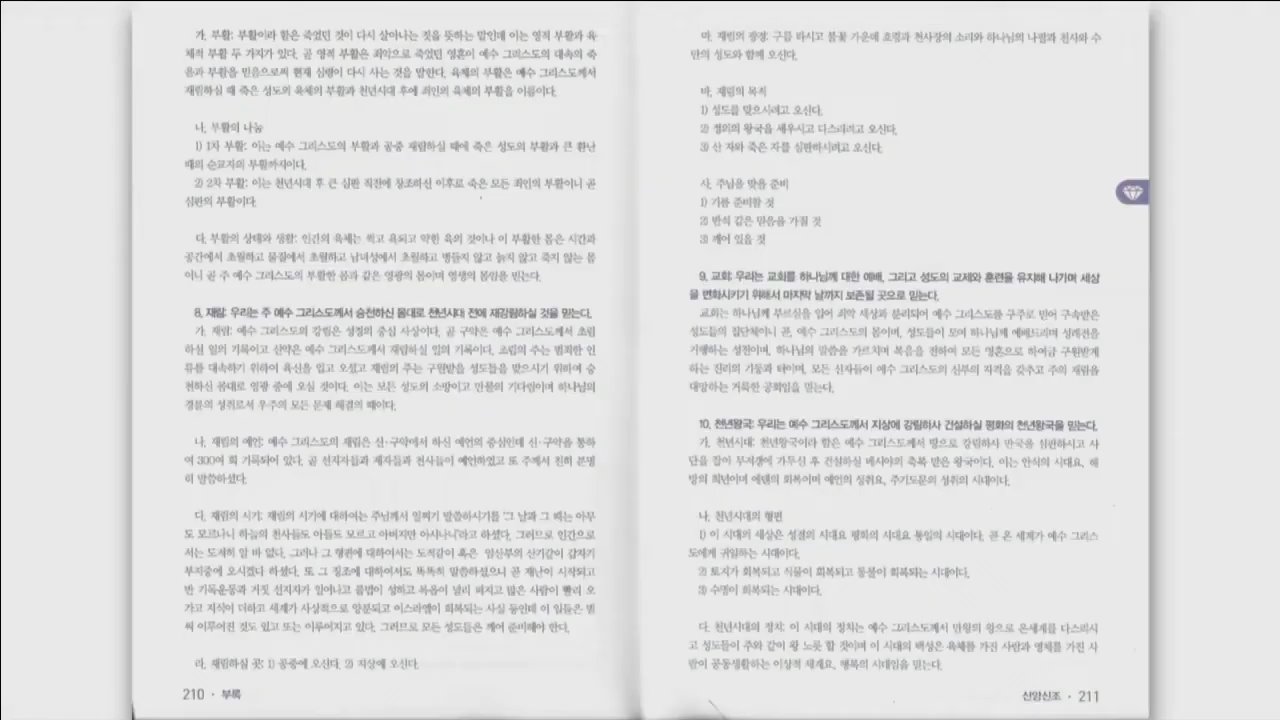 가. 부활: 부활이라 함은 죽었던 것이 다시 살아나는 것을 뜻하는 말인데 이는 영적 부활과 육
체적 부활 두 가지가 있다. 곧 영적 부활은 죄악으로 죽었던 영혼이 예수 그리스도의 대속의 죽
음과 부활을 믿음으로써 현재 심령이 다시 사는 것을 말한다. 육체의 부활은 예수 그리스도께서
재림하실 때 죽은 성도의 육체의 부활과 천년시대 후에 죄인의 육체의 부활을 이름이다.
나. 부활의 나눔
1) 1차 부활: 이는 예수 그리스도의 부활과 공중 재림하실 때에 죽은 성도의 부활과 큰 환난
때의 순교자의 부활까지이다.
2) 2차 부활: 이는 천년시대 후 큰 심판 직전에 창조하신 이후로 죽은 모든 죄인의 부활이니 곧
심판의 부활이다.
다. 부활의 상태와 생활: 인간의 육체는 썩고 욕되고 약한 육의 것이나 이 부활한 몸은 시간과
공간에서 초월하고 물질에서 초월하고 남녀성에서 초월하고 병들지 않고 늙지 않고 죽지 않는 몸
이니 곧 주 예수 그리스도의 부활한 몸과 같은 영광의 몸이며 영생의 몸임을 믿는다.
8. 재림: 우리는 주 예수 그리스도께서 승천하신 몸대로 천년시대 전에 재강림하실 것을 믿는다.
가. 재림: 예수 그리스도의 강림은 성경의 중심 사상이다. 곧 구약은 예수 그리스도께서 초림
하실 일의 기록이고 신약은 예수 그리스도께서 재림하실 일의 기록이다. 초림의 주는 범죄한 인
류를 대속하기 위하여 육신을 입고 오셨고 재림의 주는 구원받을 성도들을 맞으시기 위하여 승
천하신 몸대로 영광 중에 오실 것이다. 이는 모든 성도의 소망이고 만물의 기다림이며 하나님의
경륜의 성취로서 우주의 모든 문제 해결의 때이다.
나. 재림의 예언: 예수 그리스도의 재림은 신·구약에서 하신 예언의 중심인데 신·구약을 통하
여 300여 회 기록되어 있다. 곧 선지자들과 제자들과 천사들이 예언하였고 또 주께서 친히 분명
히 말씀하셨다.
다. 재림의 시기: 재림의 시기에 대하여는 주님께서 일찍기 말씀하시기를 '그 날과 그 때는 아무
도 모르나니 하늘의 천사들도 아들도 모르고 아버지만 아시나니'라고 하셨다. 그러므로 인간으로
서는 도저히 알 바 없다. 그러나 그 형편에 대하여서는 도적같이 혹은 임산부의 산기같이 갑자기
부지중에 오시겠다 하셨다. 또 그 징조에 대하여서도 똑똑히 말씀하셨으니 곧 재난이 시작되고
반 기독운동과 거짓 선지자가 일어나고 불법이 성하고 복음이 널리 퍼지고 많은 사람이 빨리 오
가고 지식이 더하고 세계가 사상적으로 양분되고 이스라엘이 회복되는 사실 등인데 이 일들은 벌
써 이루어진 것도 있고 또는 이루어지고 있다. 그러므로 모든 성도들은 깨어 준비해야 한다.
라. 재림하실 곳: 1) 공중에 오신다. 2) 지상에 오신다.
210 · 부록
마. 재림의 광경: 구름 타시고 불꽃 가운데 호령과 천사장의 소리와 하나님의 나팔과 천사와 수
만의 성도와 함께 오신다.
바. 재림의 목적
1) 성도를 맞으시려고 오신다.
2) 정의의 왕국을 세우시고 다스리려고 오신다.
3) 산 자와 죽은 자를 심판하시려고 오신다.
사. 주님을 맞을 준비
1) 기름 준비할 것
2) 반석 같은 믿음을 가질 것
3) 깨어 있을 것
9. 교회: 우리는 교회를 하나님께 대한 예배, 그리고 성도의 교제와 훈련을 유지해 나가며 세상
을 변화시키기 위해서 마지막 날까지 보존될 곳으로 믿는다.
교회는 하나님께 부르심을 입어 죄악 세상과 분리되어 예수 그리스도를 구주로 믿어 구속받은
성도들의 집단체이니 곧, 예수 그리스도의 몸이며, 성도들이 모여 하나님께 예배드리며 성례전을
거행하는 성전이며, 하나님의 말씀을 가르치며 복음을 전하여 모든 영혼으로 하여금 구원받게
하는 진리의 기둥과 터이며, 모든 신자들이 예수 그리스도의 신부의 자격을 갖추고 주의 재림을
대망하는 거룩한 공회임을 믿는다.
10. 천년왕국: 우리는 예수 그리스도께서 지상에 강림하사 건설하실 평화의 천년왕국을 믿는다.
가. 천년시대: 천년왕국이라 함은 예수 그리스도께서 땅으로 강림하사 만국을 심판하시고 사
단을 잡아 무저갱에 가두신 후 건설하실 메시야의 축복 받은 왕국이다. 이는 안식의 시대요, 해
방의 희년이며 에덴의 회복이며 예언의 성취요, 주기도문의 성취의 시대이다.
나. 천년시대의 형편
1) 이 시대의 세상은 성결의 시대요 평화의 시대요 통일의 시대이다. 곧 온 세계가 예수 그리스
도에게 귀일하는 시대이다.
2) 토지가 회복되고 식물이 회복되고 동물이 회복되는 시대이다.
3) 수명이 회복되는 시대이다.
다. 천년시대의 정치: 이 시대의 정치는 예수 그리스도께서 만왕의 왕으로 온세계를 다스리시
고 성도들이 주와 같이 왕 노릇 할 것이며 이 시대의 백성은 육체를 가진 사람과 영체를 가진 사
람이 공동생활하는 이상적 세계요, 행복의 시대임을 믿는다.
신앙신조 · 211